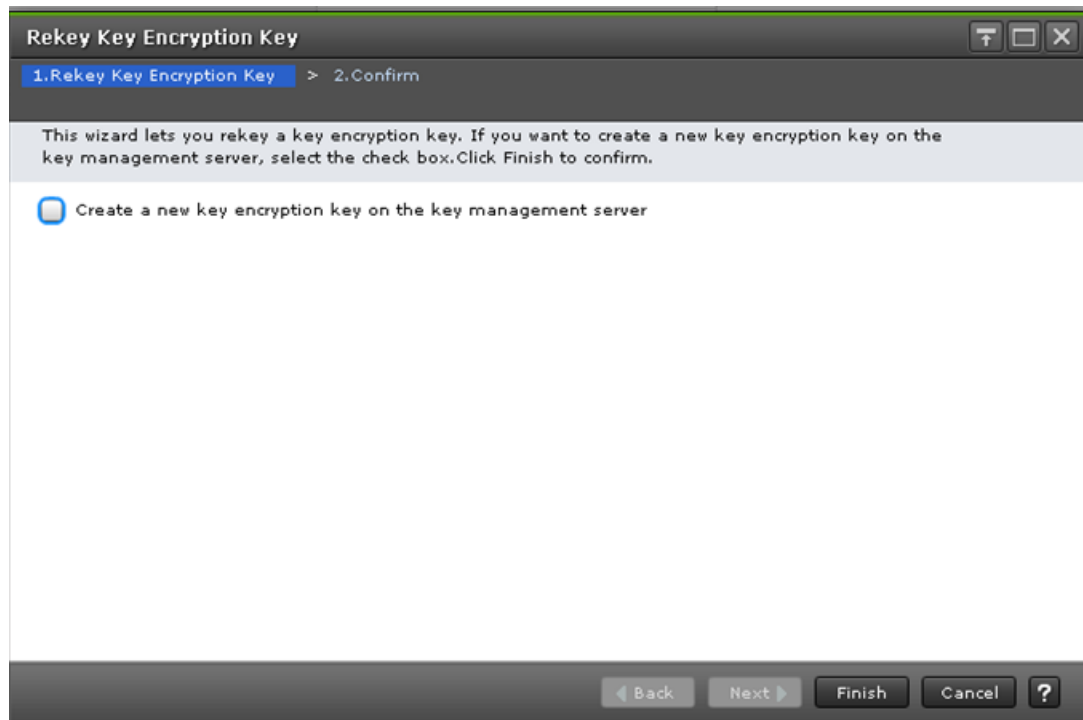 Rekey Key Encryption Key
1.Rekey Key Encryption Key > 2.Confirm
This wizard lets you rekey a key encryption key. If you want to create a new key encryption key on the
key management server, select the check box.Click Finish to confirm.
Create a new key encryption key on the key management server
Back Next Finish Cancel ?